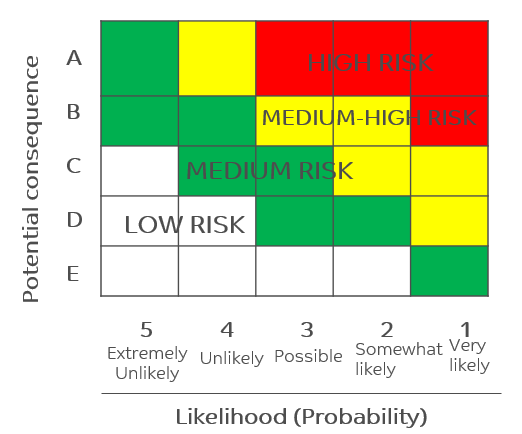 Potential consequence
A
HIGH RISK
B
MEDIUM-HIGH RISK
C
MEDIUM RISK
D
LOW RISK
E
5
4
3
2
1
Extremely
Unlikely
Unlikely
Possible
Somewhat
likely
Very
likely
Likelihood (Probability)